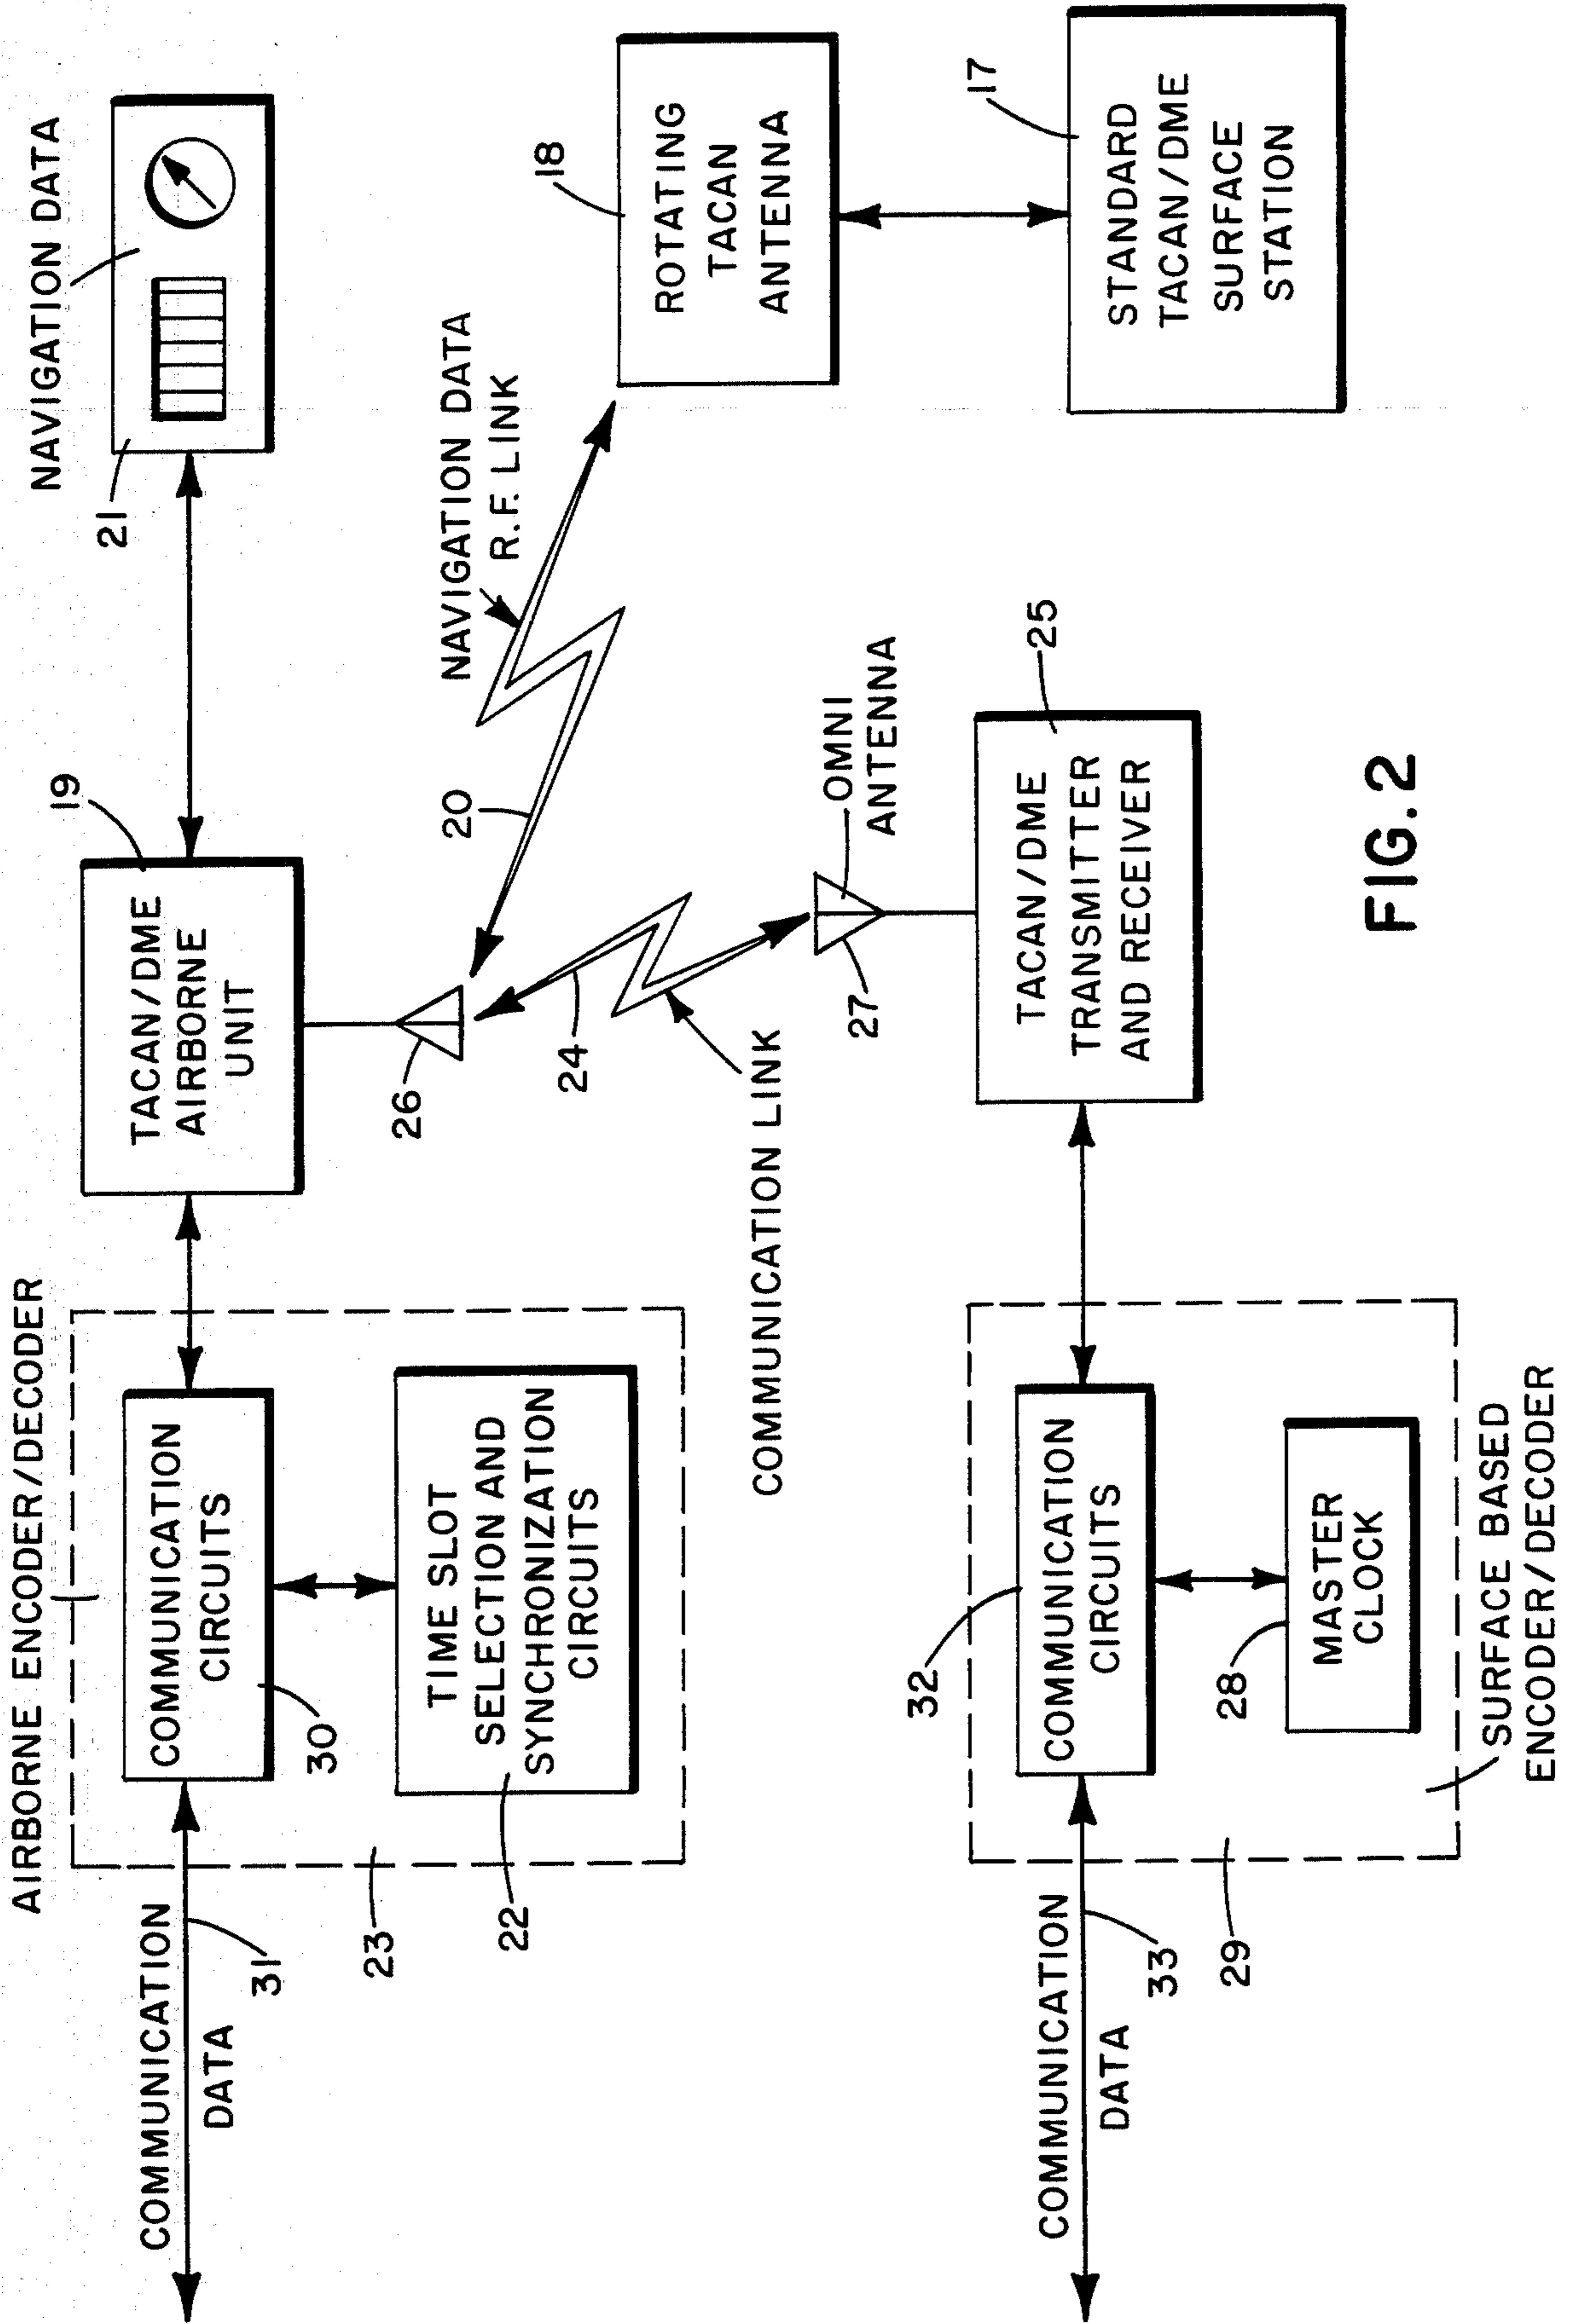 AIRBORNE ENCODER/DECODER
COMMUNICATION
DATA
31
23
COMMUNICATION
CIRCUITS
30
TIME SLOT
SELECTION AND
SYNCHRONIZATION
CIRCUITS
22
19
TACAN/DME
AIRBORNE
UNIT
26
NAVIGATION DATA
21
20
NAVIGATION DATA
R.F. LINK
24
COMMUNICATION LINK
18
ROTATING
TACAN
ANTENNA
17
STANDARD
TACAN/DME
SURFACE
STATION
OMNI
ANTENNA
27
25
TACAN/DME
TRANSMITTER
AND RECEIVER
COMMUNICATION
DATA
33
29
32
COMMUNICATION
CIRCUITS
28
MASTER
CLOCK
SURFACE BASED
ENCODER/DECODER
FIG. 2